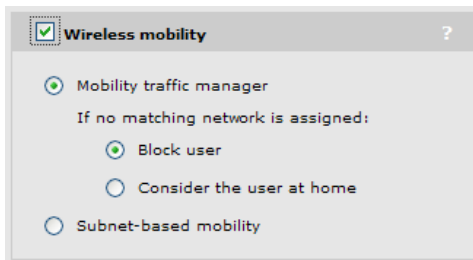 Wireless mobility ?
Mobility traffic manager
If no matching network is assigned:
Block user
Consider the user at home
Subnet-based mobility